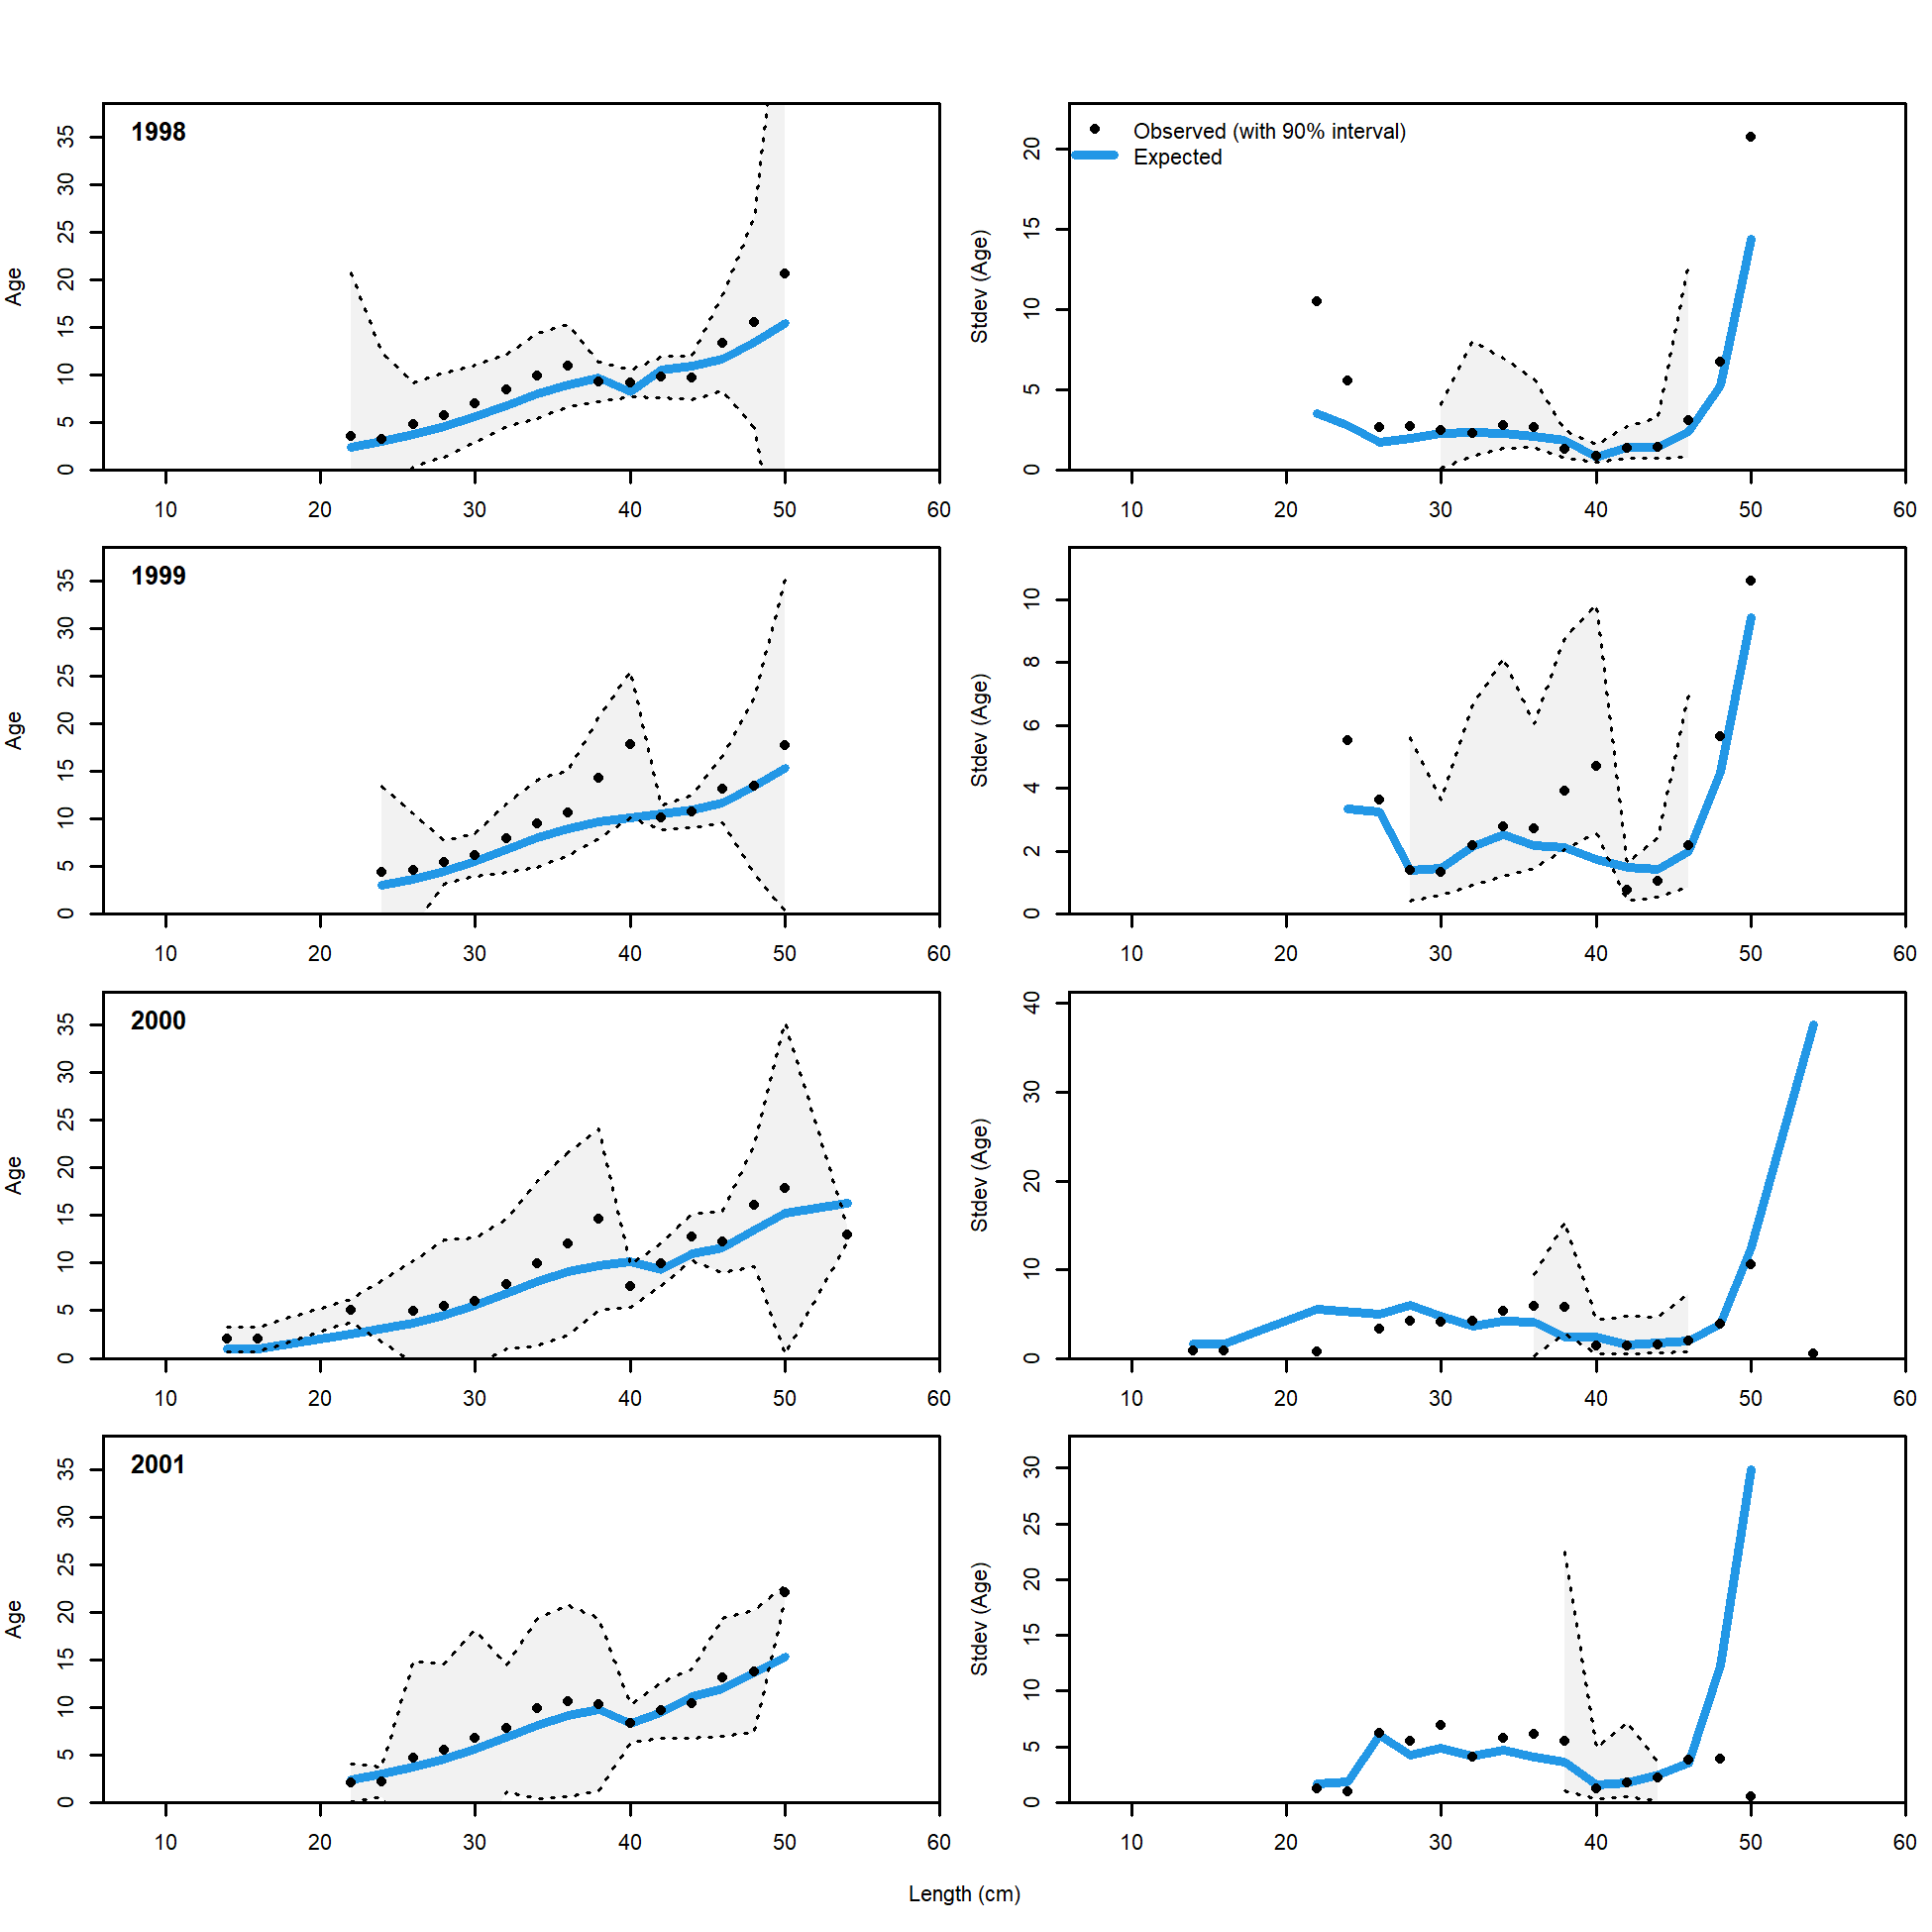 1998
Age
0 5 10 15 20 25 30 35
10 20 30 40 50 60
Observed (with 90% interval)
Expected
Stdev (Age)
0 5 10 15 20
10 20 30 40 50 60
1999
Age
0 5 10 15 20 25 30 35
10 20 30 40 50 60
Stdev (Age)
0 2 4 6 8 10
10 20 30 40 50 60
2000
Age
0 5 10 15 20 25 30 35
10 20 30 40 50 60
Stdev (Age)
0 10 20 30 40
10 20 30 40 50 60
2001
Age
0 5 10 15 20 25 30 35
10 20 30 40 50 60
Stdev (Age)
0 5 10 15 20 25 30
10 20 30 40 50 60
Length (cm)